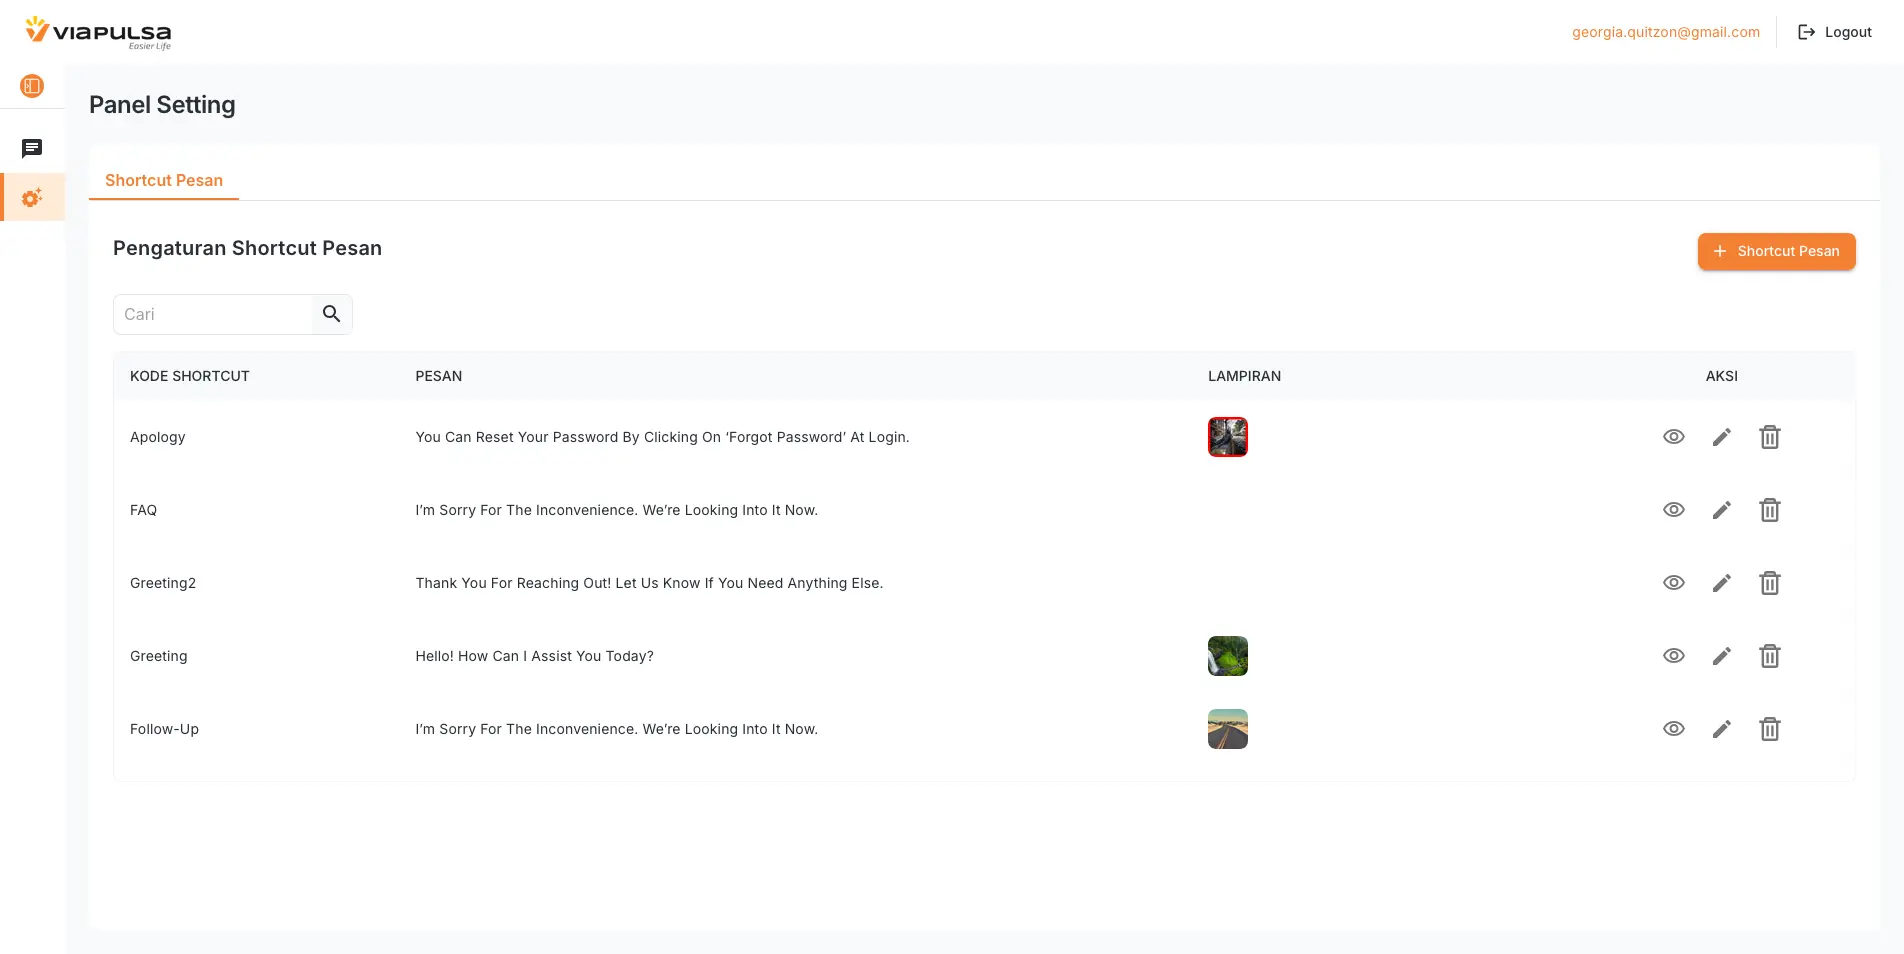 VIAPULSA
Easier Life
georgia.quitzon@gmail.com
Logout
Panel Setting
Shortcut Pesan
Pengaturan Shortcut Pesan
+ Shortcut Pesan
Cari
KODE SHORTCUT PESAN LAMPIRAN AKSI
Apology You Can Reset Your Password By Clicking On ‘Forgot Password’ At Login.
FAQ I’m Sorry For The Inconvenience. We’re Looking Into It Now.
Greeting2 Thank You For Reaching Out! Let Us Know If You Need Anything Else.
Greeting Hello! How Can I Assist You Today?
Follow-Up I’m Sorry For The Inconvenience. We’re Looking Into It Now.